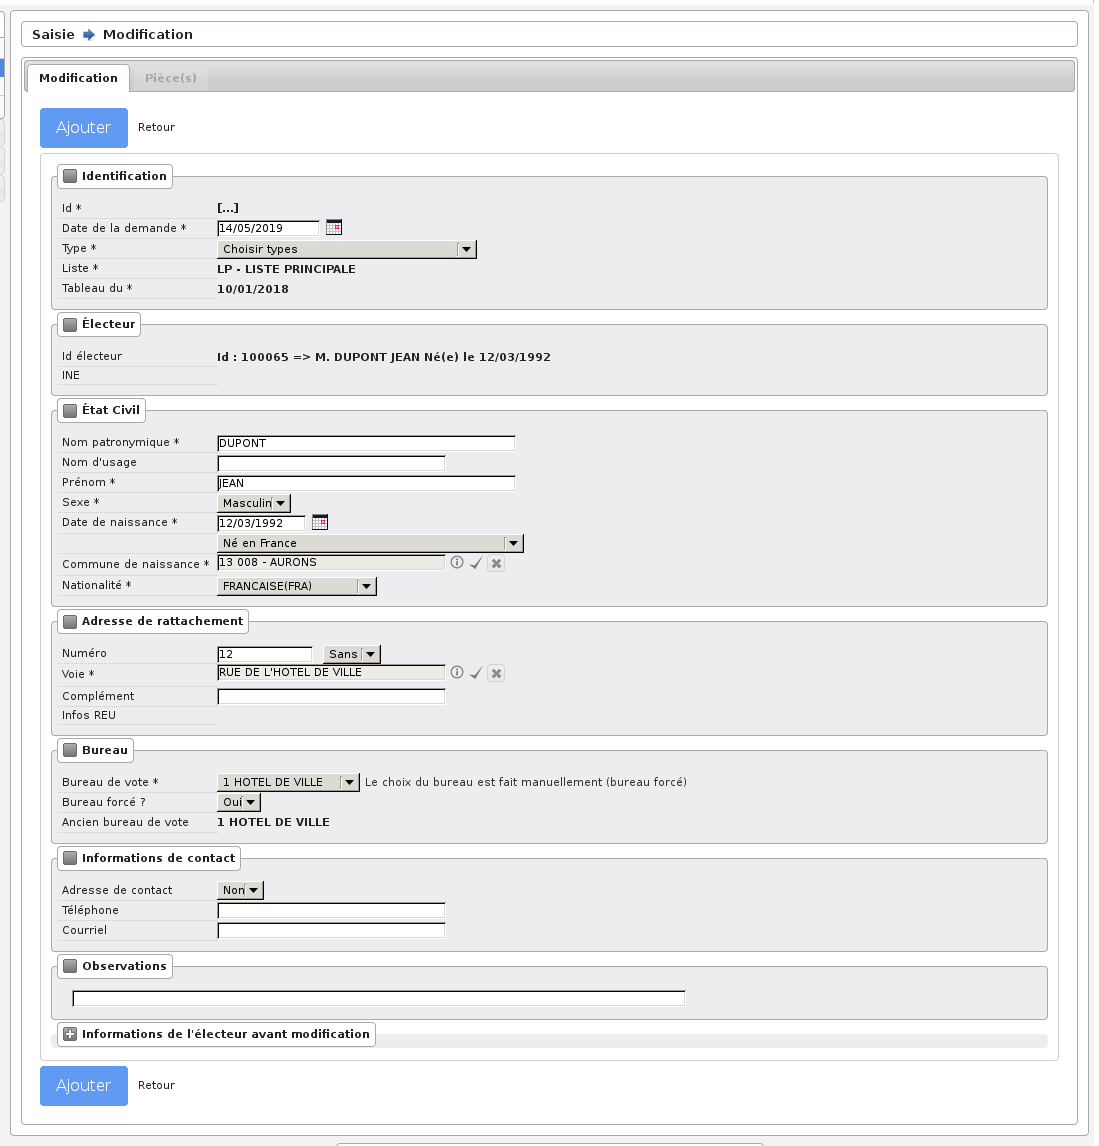 Saisie Modification
Modification Pièce(s)
Ajouter Retour
Identification
Id * [...]
Date de la demande * 14/05/2019
Type * Choisir types
Liste * LP - LISTE PRINCIPALE
Tableau du * 10/01/2018
Électeur
Id électeur Id : 100065 => M. DUPONT JEAN Né(e) le 12/03/1992
INE
État Civil
Nom patronymique * DUPONT
Nom d'usage
Prénom * JEAN
Sexe * Masculin
Date de naissance * 12/03/1992
Né en France
Commune de naissance * 13 008 - AURONS
Nationalité * FRANCAISE(FRA)
Adresse de rattachement
Numéro 12 Sans
Voie * RUE DE L'HOTEL DE VILLE
Complément
Infos REU
Bureau
Bureau de vote * 1 HOTEL DE VILLE Le choix du bureau est fait manuellement (bureau forcé)
Bureau forcé ? Oui
Ancien bureau de vote 1 HOTEL DE VILLE
Informations de contact
Adresse de contact Non
Téléphone
Courriel
Observations
Informations de l'électeur avant modification
Ajouter Retour